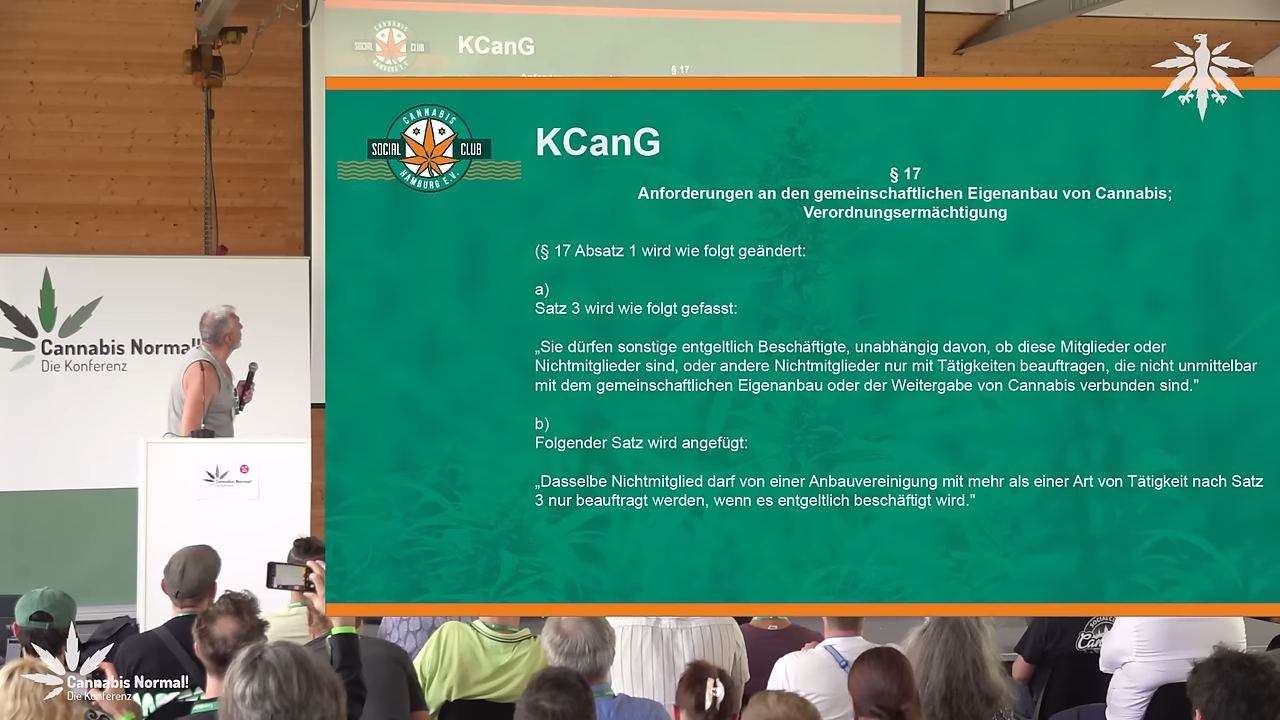 KCanG
§ 17
SOCIAL CLUB
CANNABIS
SOCIAL CLUB
HAMBURG E.V.
KCanG
§ 17
Anforderungen an den gemeinschaftlichen Eigenanbau von Cannabis;
Verordnungsermächtigung
(§ 17 Absatz 1 wird wie folgt geändert:
a)
Satz 3 wird wie folgt gefasst:
„Sie dürfen sonstige entgeltlich Beschäftigte, unabhängig davon, ob diese Mitglieder oder
Nichtmitglieder sind, oder andere Nichtmitglieder nur mit Tätigkeiten beauftragen, die nicht unmittelbar
mit dem gemeinschaftlichen Eigenanbau oder der Weitergabe von Cannabis verbunden sind."
b)
Folgender Satz wird angefügt:
„Dasselbe Nichtmitglied darf von einer Anbauvereinigung mit mehr als einer Art von Tätigkeit nach Satz
3 nur beauftragt werden, wenn es entgeltlich beschäftigt wird."
Cannabis Normal!
Die Konferenz
Cannabis Normal!
Cannabis Normal!
Die Konferenz